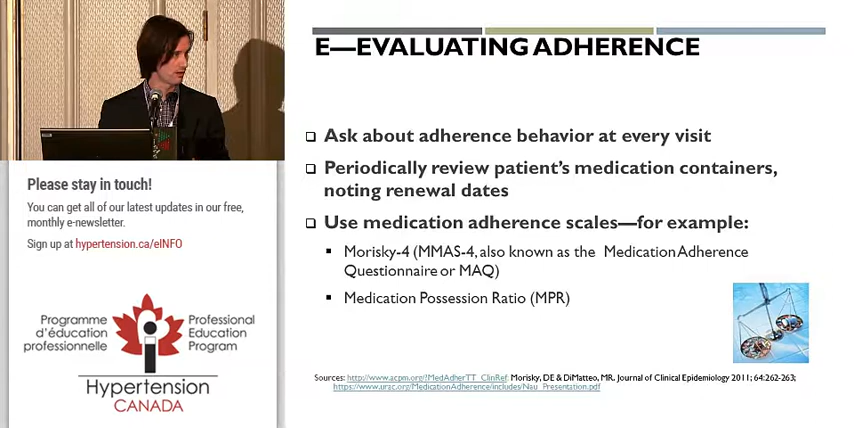 E—EVALUATING ADHERENCE
Ask about adherence behavior at every visit
Periodically review patient's medication containers,
noting renewal dates
Use medication adherence scales—for example:
Morisky-4 (MMAS-4, also known as the Medication Adherence
Questionnaire or MAQ)
Medication Possession Ratio (MPR)
Sources: http://www.acpm.org/?MedAdherTT_ClinRef: Morisky, DE & DiMatteo, MR. Journal of Clinical Epidemiology 2011; 64:262-263;
https://www.urac.org/MedicationAdherence/includes/Nau_Presentation.pdf
Please stay in touch!
You can get all of our latest updates in our free,
monthly e-newsletter.
Sign up at hypertension.ca/eINFO
Programme
d'éducation
professionnelle
Professional
Education
Program
Hypertension
CANADA